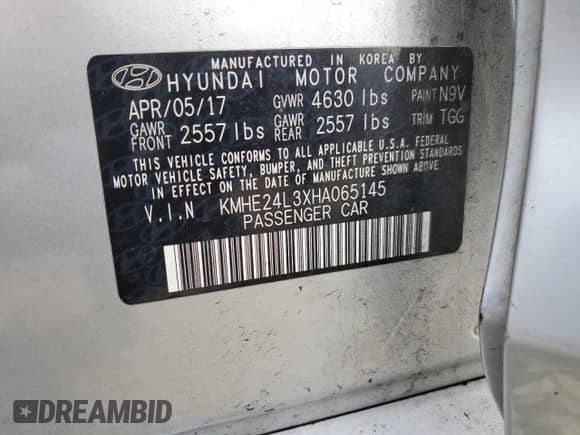 MANUFACTURED IN KOREA BY
HYUNDAI MOTOR COMPANY
APR/05/17 GVWR 4630 lbs PAINT N9V
GAWR FRONT 2557 lbs GAWR REAR 2557 lbs TRIM TGG
THIS VEHICLE CONFORMS TO ALL APPLICABLE U.S.A. FEDERAL
MOTOR VEHICLE SAFETY, BUMPER, AND THEFT PREVENTION STANDARDS
IN EFFECT ON THE DATE OF MANUFACTURE SHOWN ABOVE.
V.I.N KMHE24L3XHA065145
PASSENGER CAR
DREAMBID